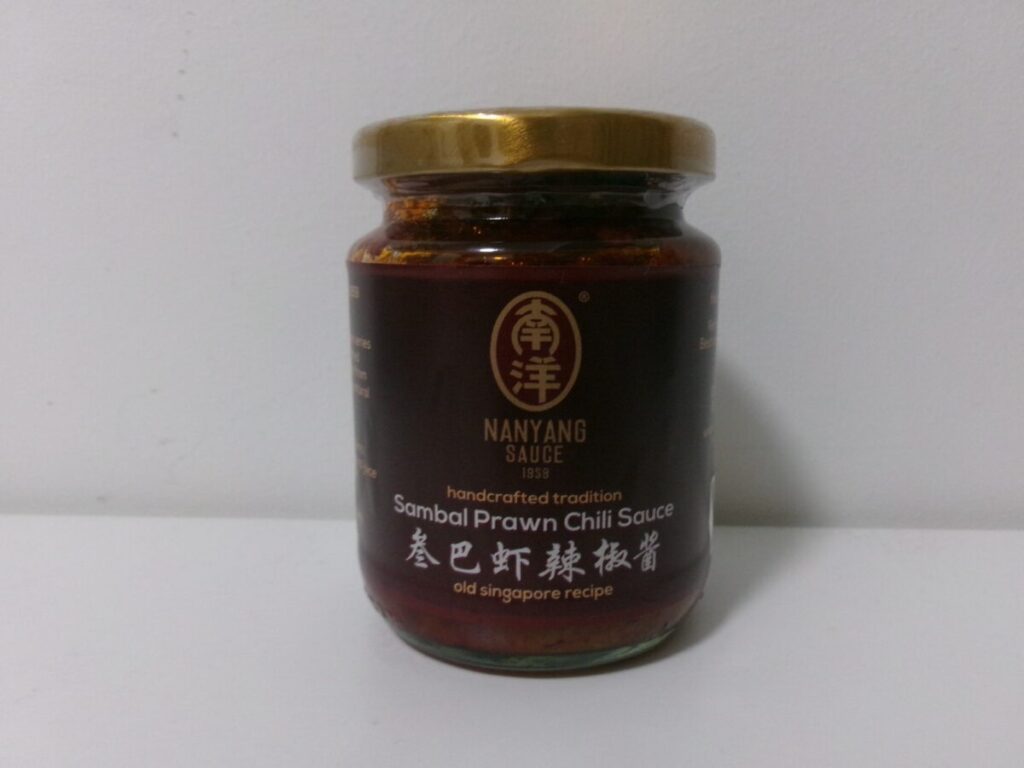 南
洋
®
NANYANG
SAUCE
1959
handcrafted tradition
Sambal Prawn Chili Sauce
叁巴虾辣椒酱
old singapore recipe